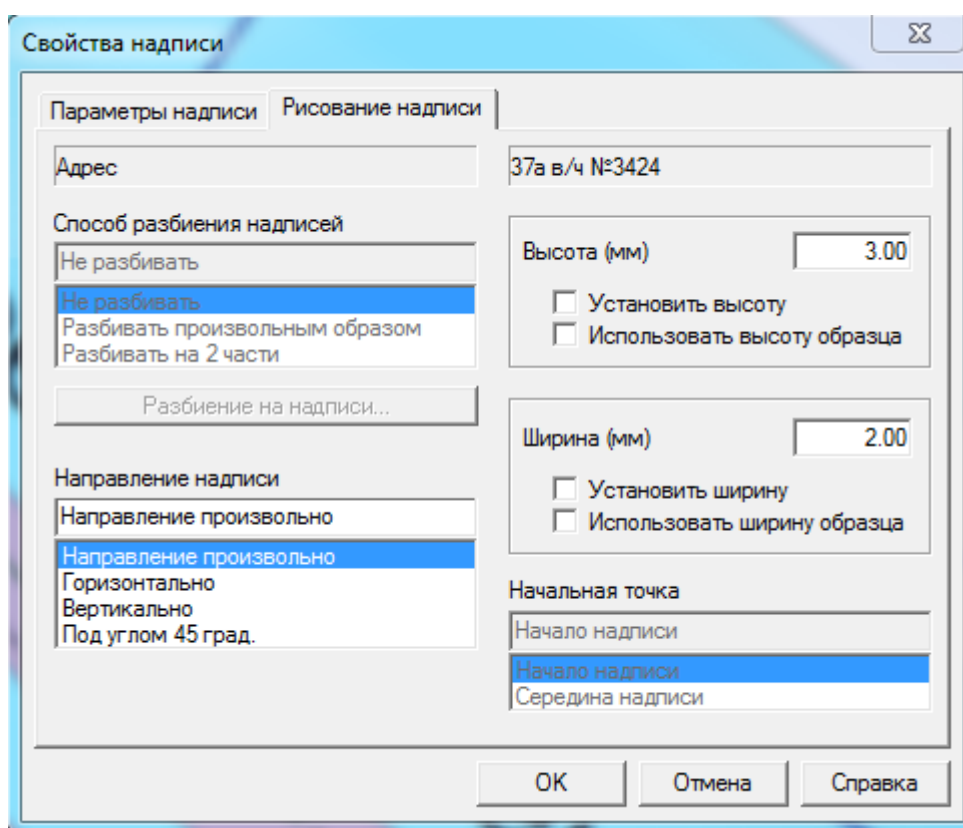 Свойства надписи
Параметры надписи
Рисование надписи
Адрес
37а в/ч №3424
Способ разбиения надписей
Не разбивать
Не разбивать
Разбивать произвольным образом
Разбивать на 2 части
Разбиение на надписи...
Направление надписи
Направление произвольно
Направление произвольно
Горизонтально
Вертикально
Под углом 45 град.
Высота (мм)
3.00
Установить высоту
Использовать высоту образца
Ширина (мм)
2.00
Установить ширину
Использовать ширину образца
Начальная точка
Начало надписи
Начало надписи
Середина надписи
OK
Отмена
Справка